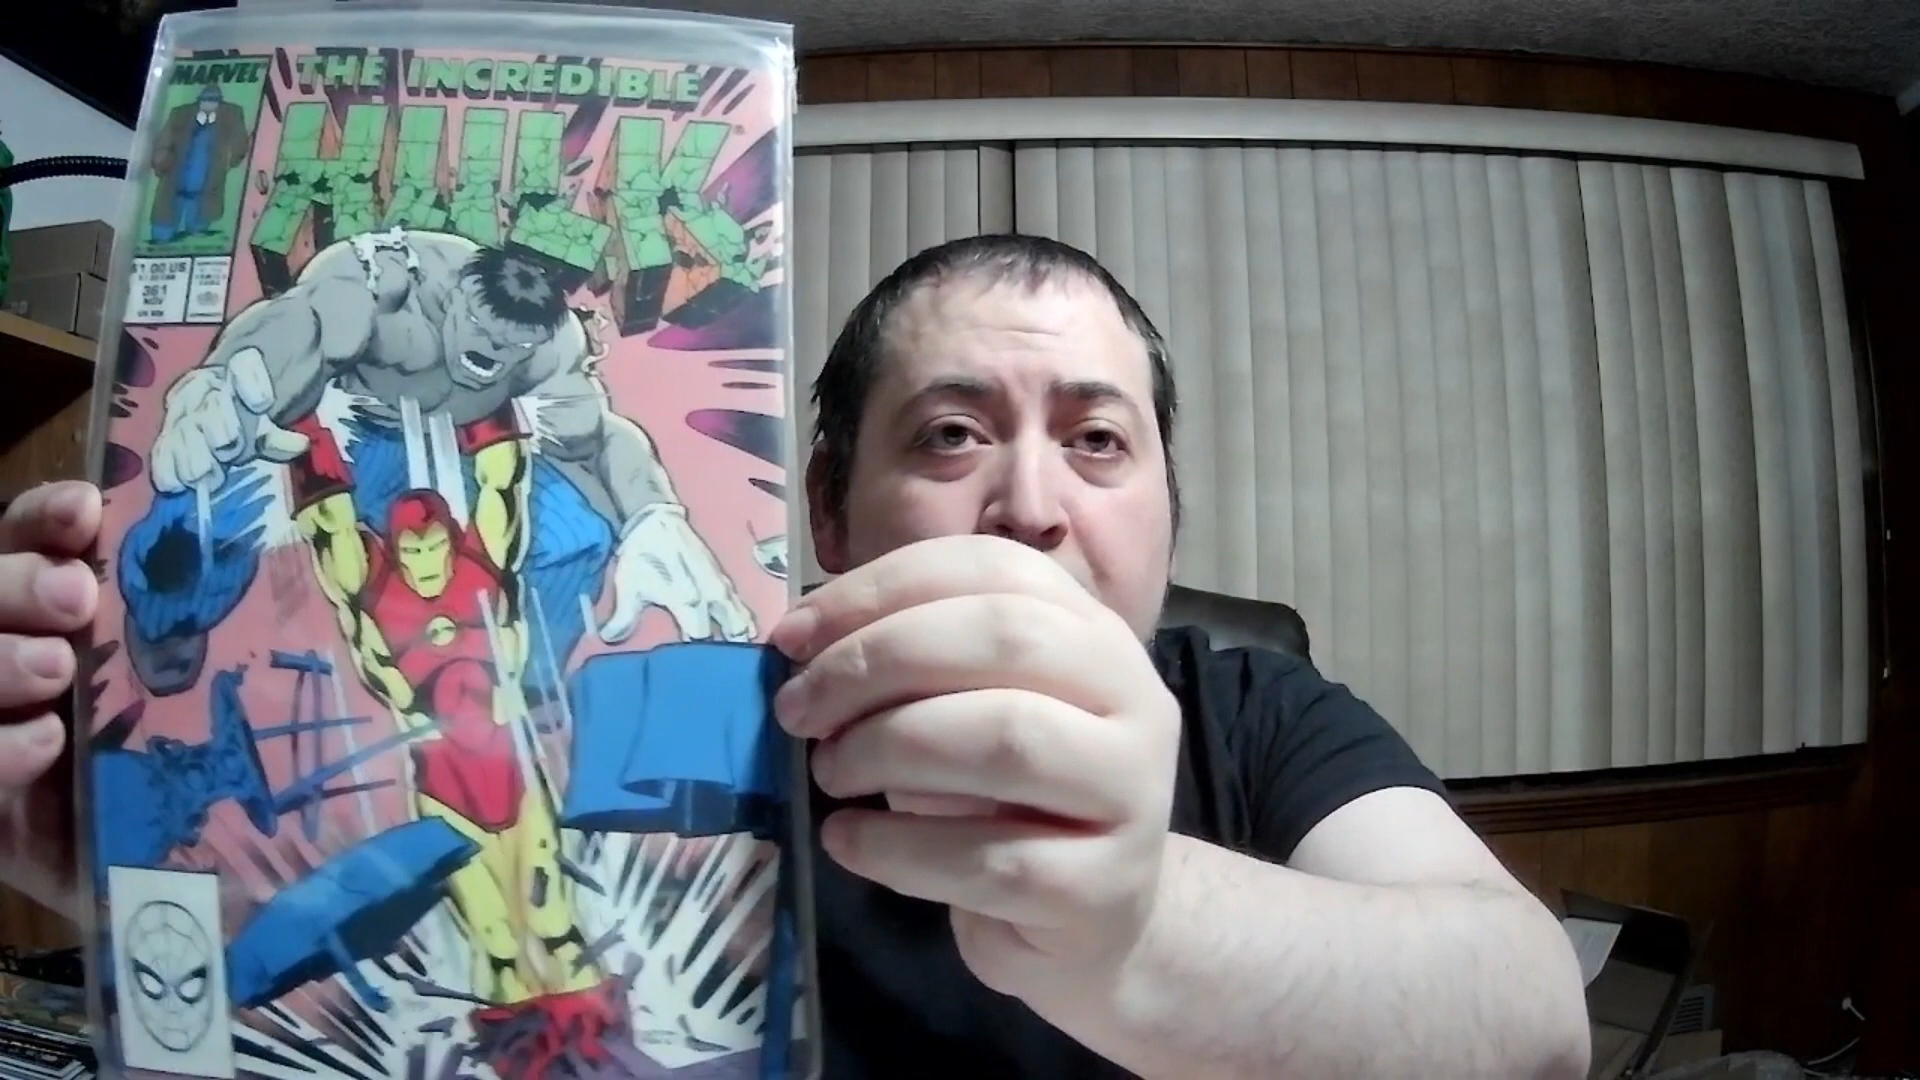 MARVEL
THE INCREDIBLE
HULK
$1.00 US
361
NOV